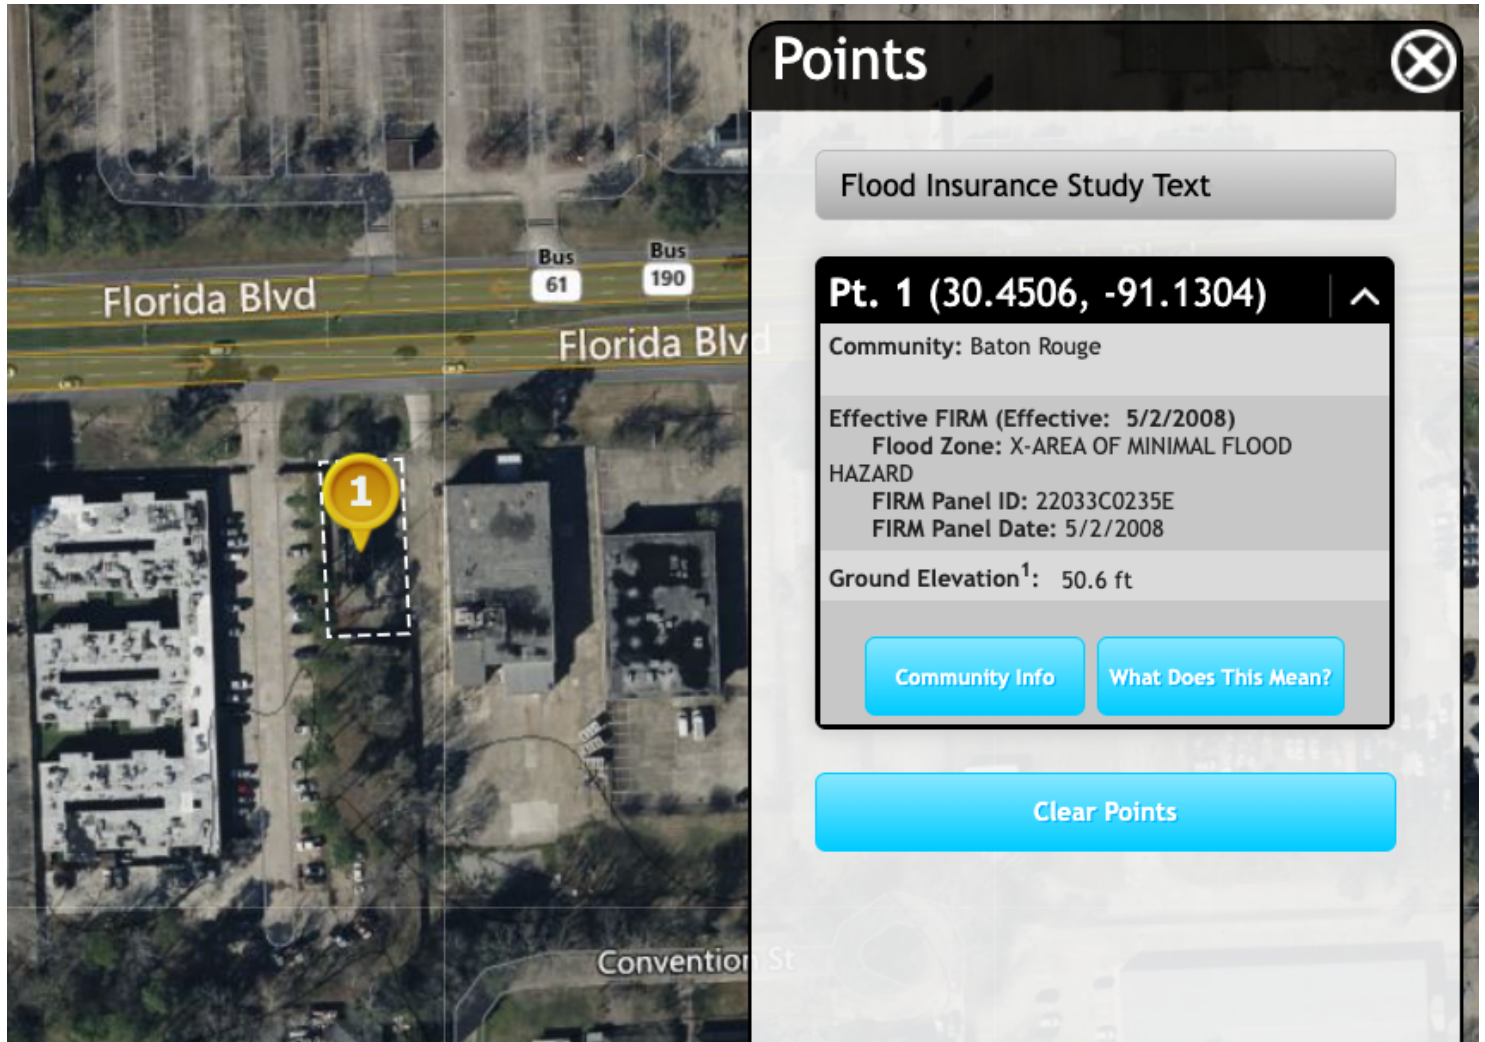 Points
Flood Insurance Study Text
Bus
61
Bus
190
Florida Blvd
Florida Blvd
Pt. 1 (30.4506, -91.1304)
Community: Baton Rouge
Effective FIRM (Effective: 5/2/2008)
Flood Zone: X-AREA OF MINIMAL FLOOD
HAZARD
FIRM Panel ID: 22033C0235E
FIRM Panel Date: 5/2/2008
Ground Elevation1: 50.6 ft
1
Community Info
What Does This Mean?
Clear Points
Convention St